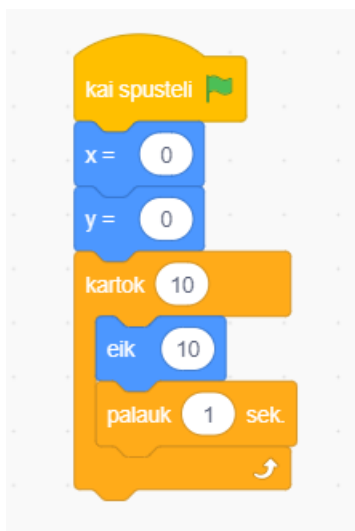 kai spusteli
x = 0
y = 0
kartok 10
eik 10
palauk 1 sek.